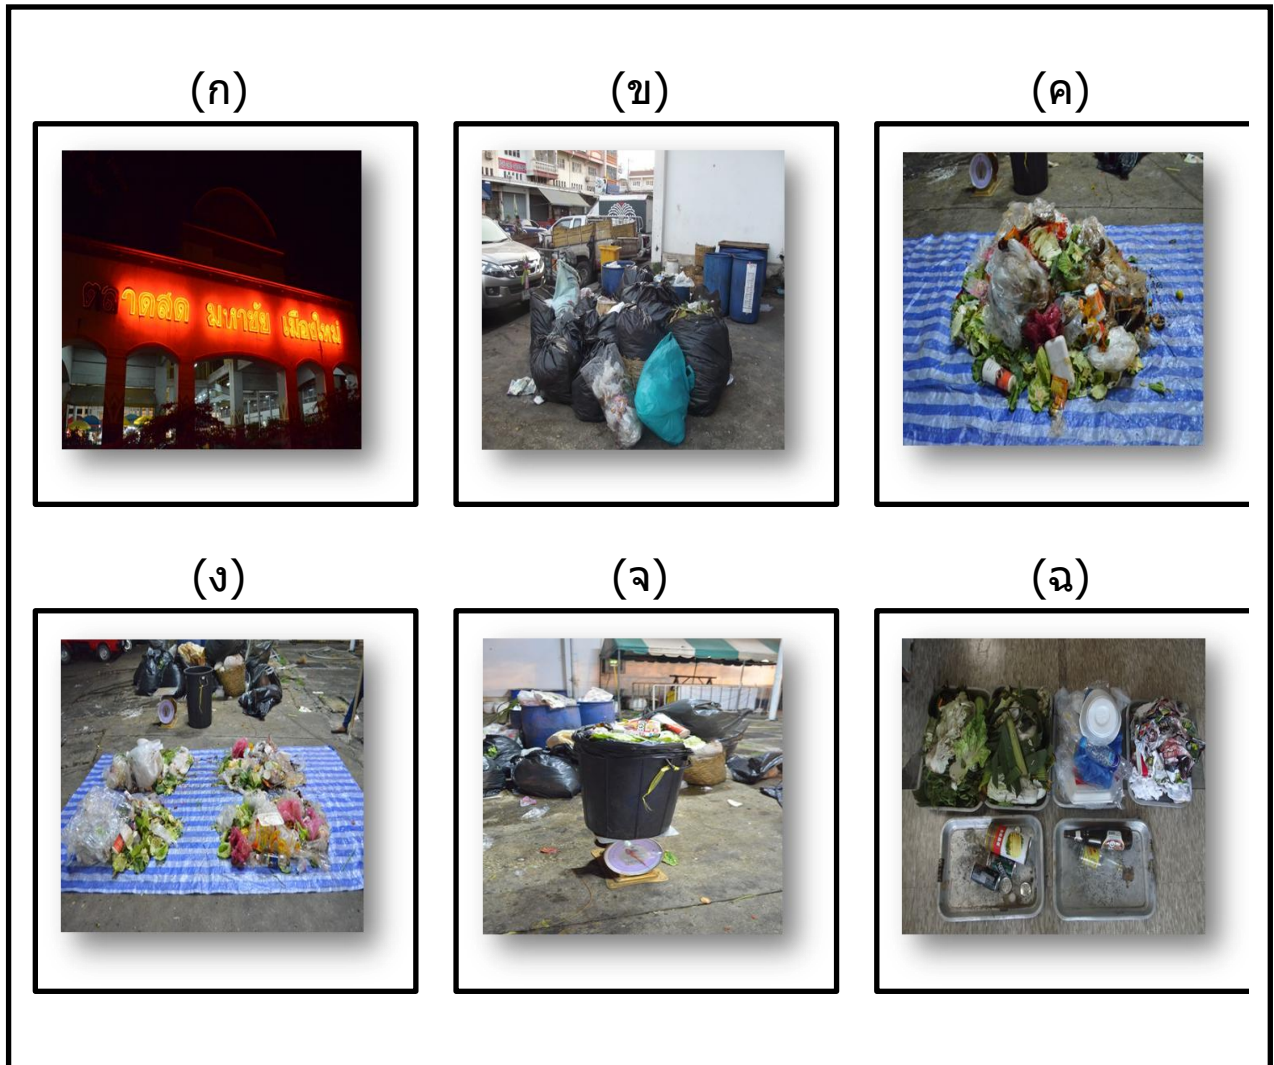 (ก) (ข) (ค)
ตลาดสด มหาชัย เมืองใหม่
(ง) (จ) (ฉ)